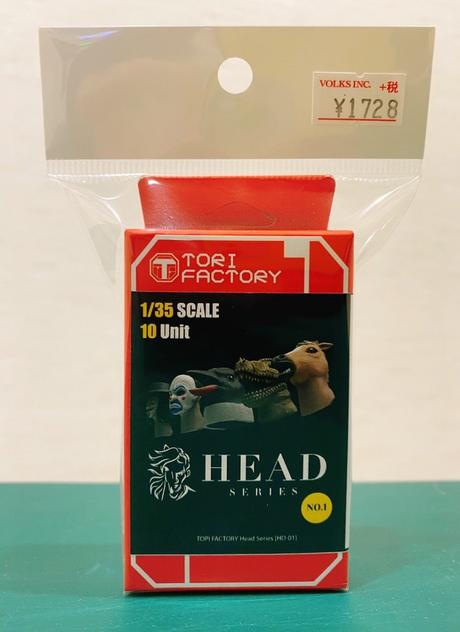 VOLKS INC. +税
¥1728
TORI
FACTORY
1/35 SCALE
10 Unit
HEAD
SERIES
NO.1
TOPI FACTORY Head Series [HD-01]